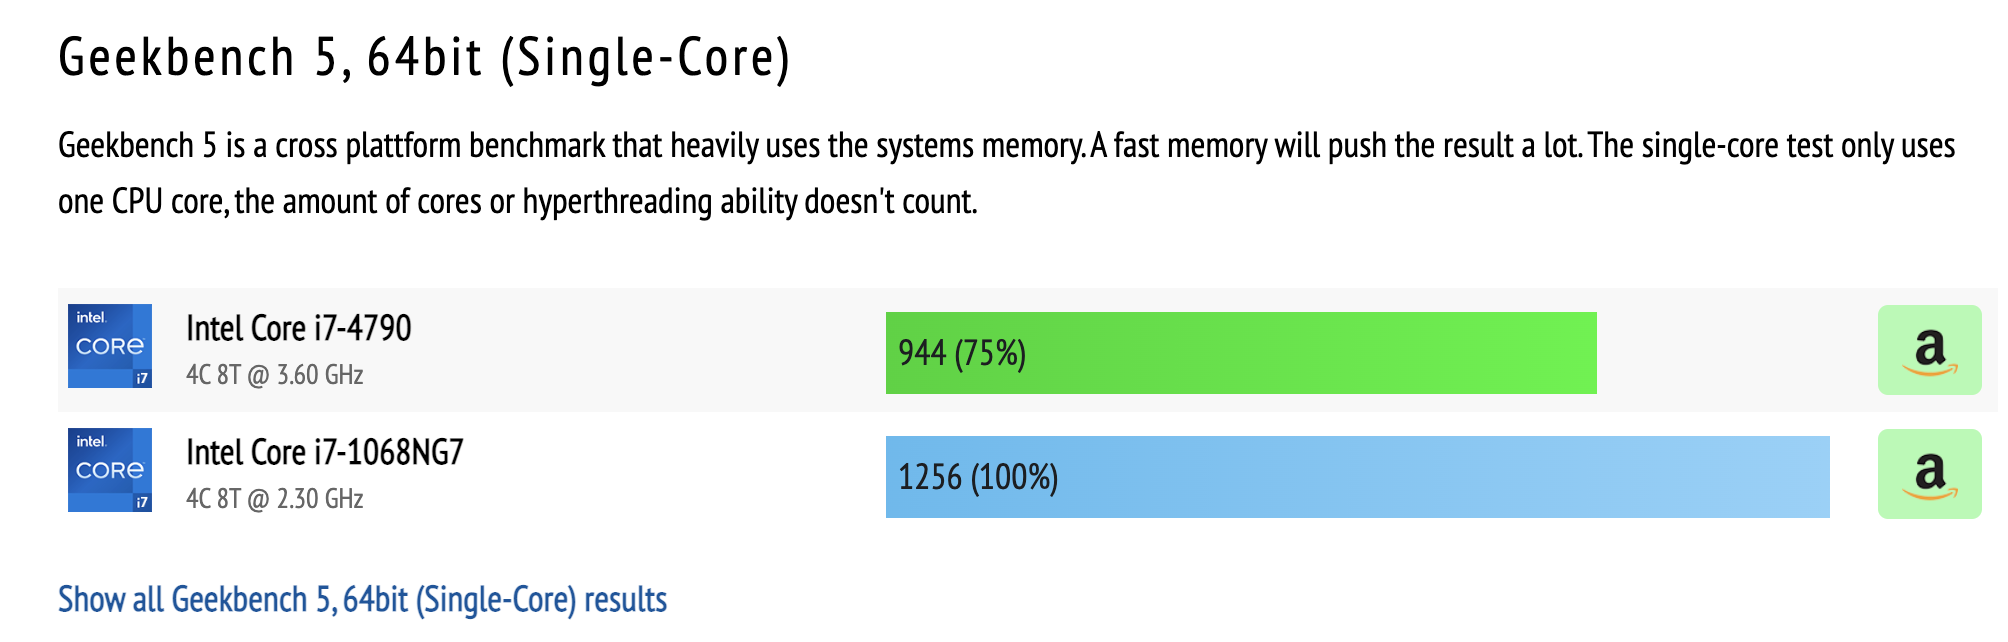 Geekbench 5, 64bit (Single-Core)
Geekbench 5 is a cross plattform benchmark that heavily uses the systems memory. A fast memory will push the result a lot. The single-core test only uses
one CPU core, the amount of cores or hyperthreading ability doesn't count.
intel.
CORE
i7
Intel Core i7-4790
4C 8T @ 3.60 GHz
944 (75%)
a
intel.
CORE
i7
Intel Core i7-1068NG7
4C 8T @ 2.30 GHz
1256 (100%)
a
Show all Geekbench 5, 64bit (Single-Core) results